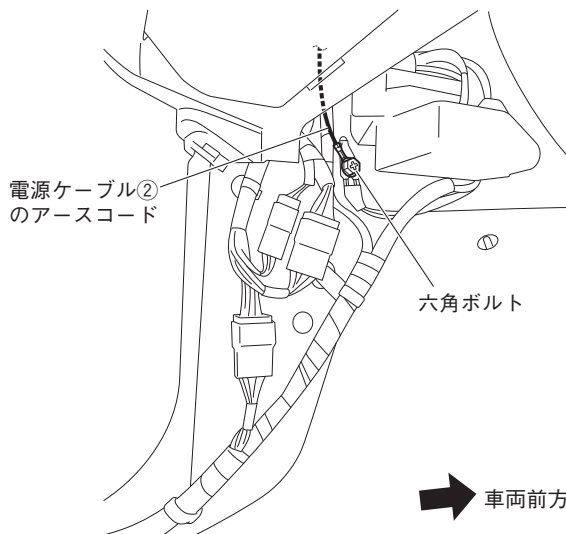 電源ケーブル②
のアースコード
六角ボルト
車両前方